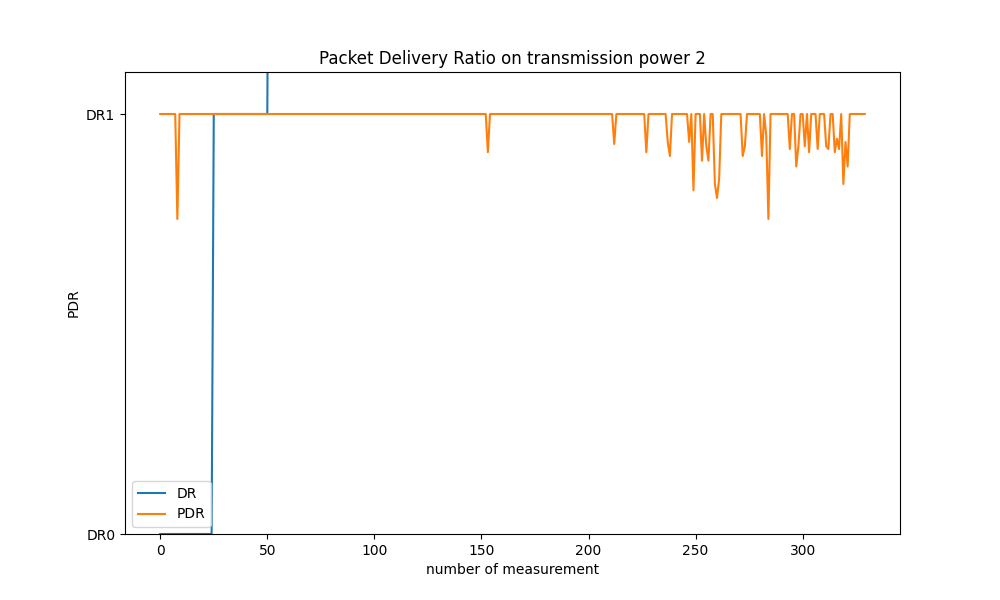 Packet Delivery Ratio on transmission power 2
DR1
PDR
DR0
DR
PDR
0 50 100 150 200 250 300
number of measurement